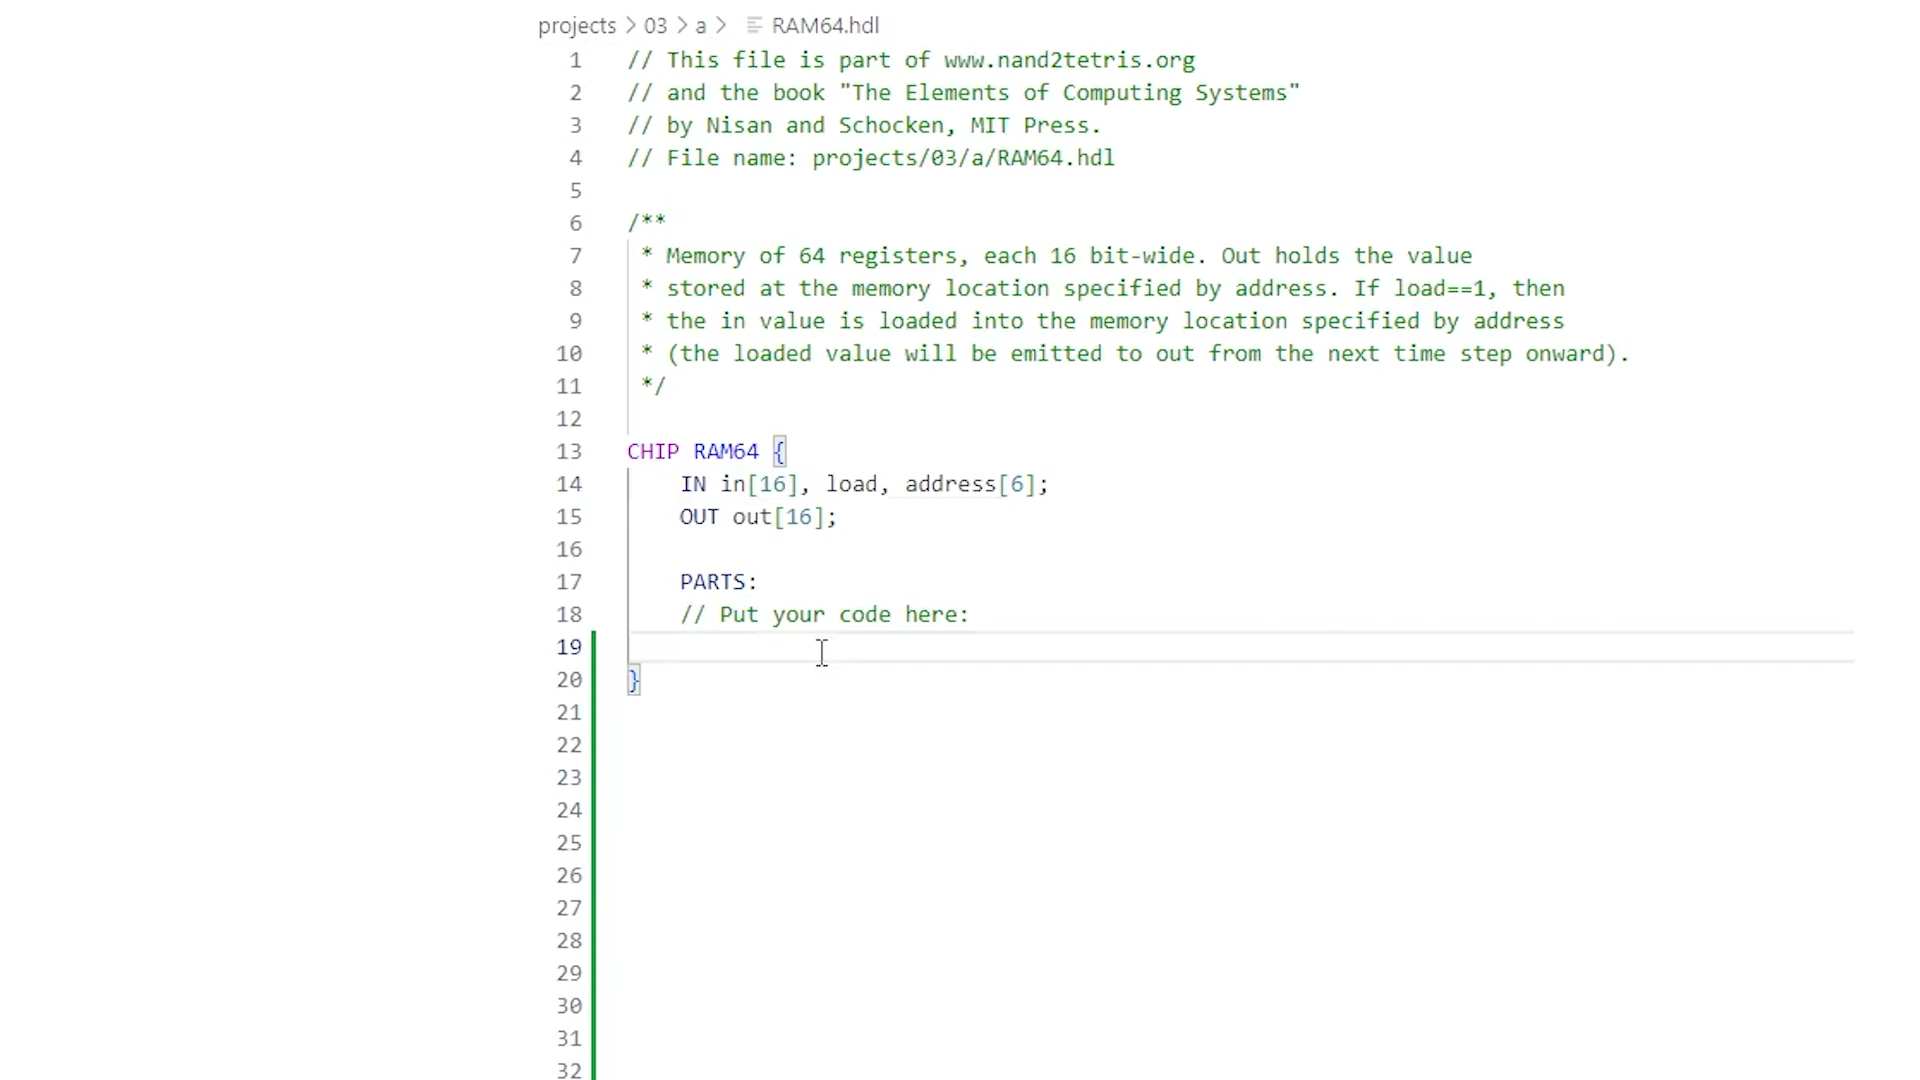 projects > 03 > a > RAM64.hdl
1 // This file is part of www.nand2tetris.org
2 // and the book "The Elements of Computing Systems"
3 // by Nisan and Schocken, MIT Press.
4 // File name: projects/03/a/RAM64.hdl
5
6 /**
7 * Memory of 64 registers, each 16 bit-wide. Out holds the value
8 * stored at the memory location specified by address. If load==1, then
9 * the in value is loaded into the memory location specified by address
10 * (the loaded value will be emitted to out from the next time step onward).
11 */
12
13 CHIP RAM64 {
14 IN in[16], load, address[6];
15 OUT out[16];
16
17 PARTS:
18 // Put your code here:
19
20 }
21
22
23
24
25
26
27
28
29
30
31
32